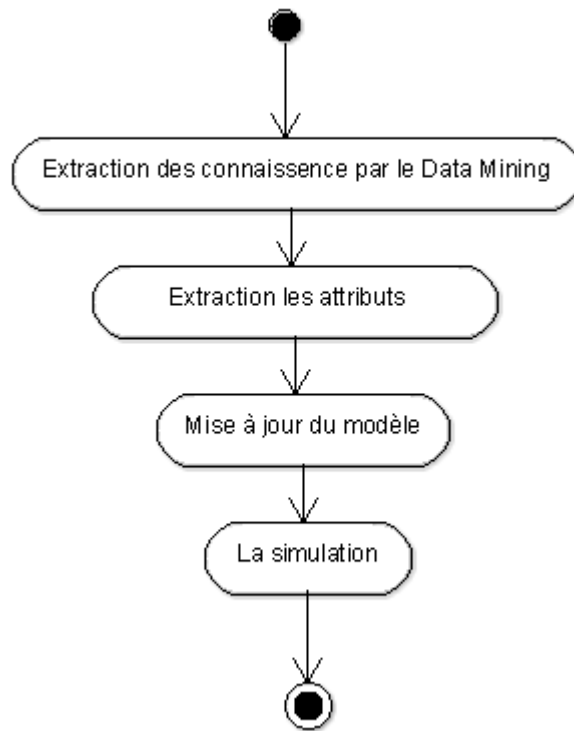 Extraction des connaissence par le Data Mining
Extraction les attributs
Mise à jour du modèle
La simulation